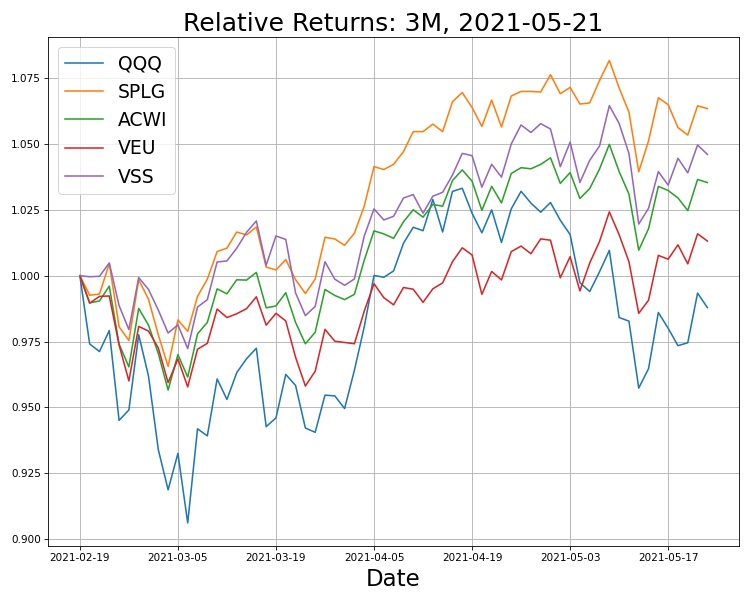 Relative Returns: 3M, 2021-05-21
QQQ
SPLG
ACWI
VEU
VSS
1.075
1.050
1.025
1.000
0.975
0.950
0.925
0.900
2021-02-19 2021-03-05 2021-03-19 2021-04-05 2021-04-19 2021-05-03 2021-05-17
Date